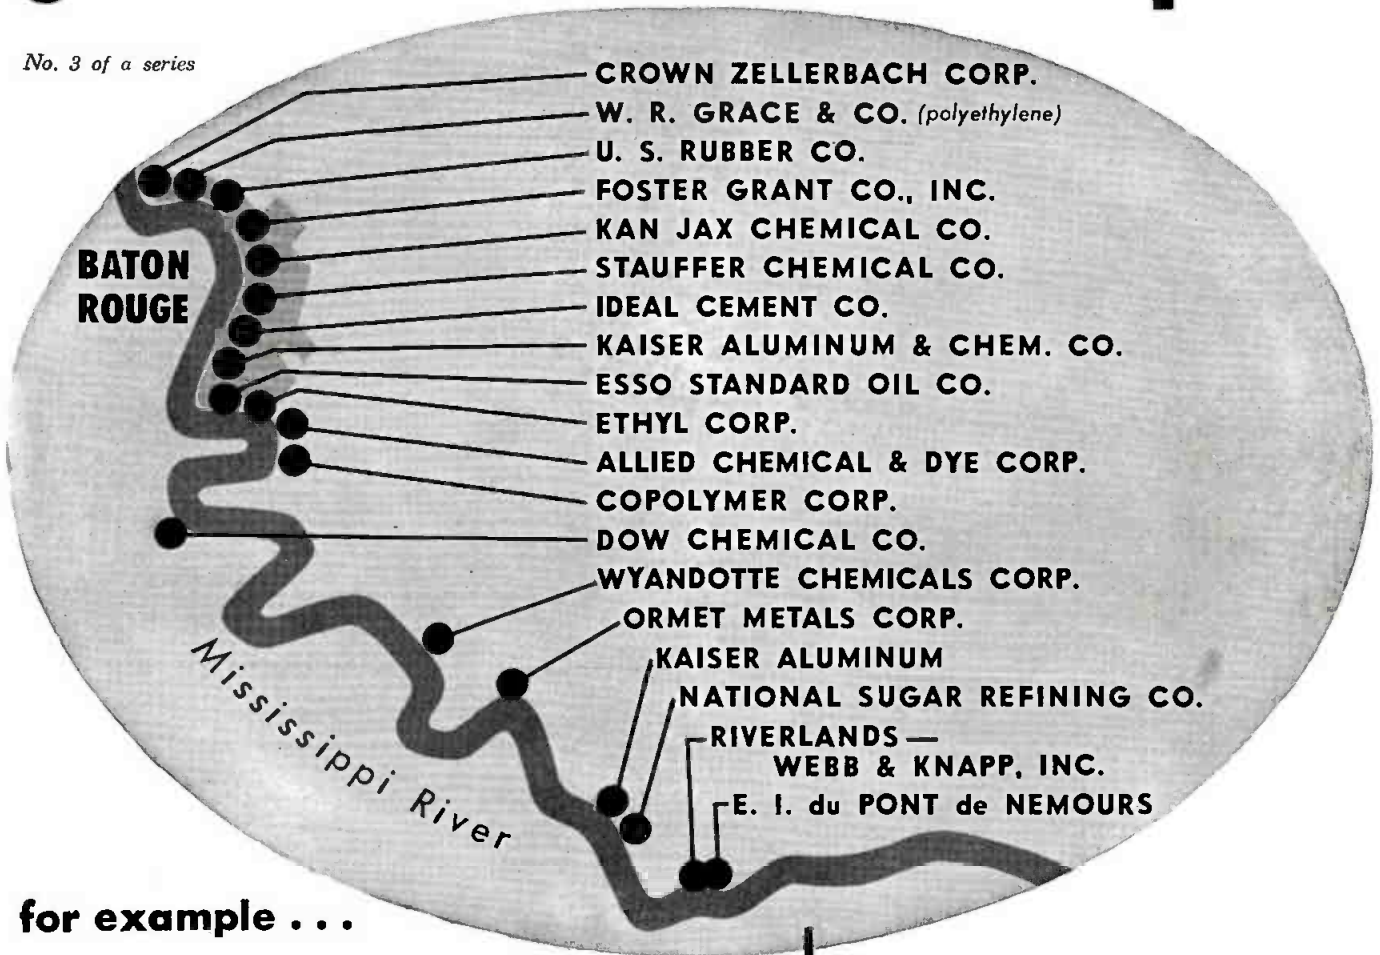 No. 3 of a series
CROWN ZELLERBACH CORP.
W. R. GRACE & CO. (polyethylene)
U. S. RUBBER CO.
FOSTER GRANT CO., INC.
KAN JAX CHEMICAL CO.
STAUFFER CHEMICAL CO.
IDEAL CEMENT CO.
KAISER ALUMINUM & CHEM. CO.
ESSO STANDARD OIL CO.
ETHYL CORP.
ALLIED CHEMICAL & DYE CORP.
COPOLYMER CORP.
DOW CHEMICAL CO.
WYANDOTTE CHEMICALS CORP.
ORMET METALS CORP.
KAISER ALUMINUM
NATIONAL SUGAR REFINING CO.
RIVERLANDS —
WEBB & KNAPP, INC.
E. I. du PONT de NEMOURS
BATON
ROUGE
Mississippi River
for example . . .